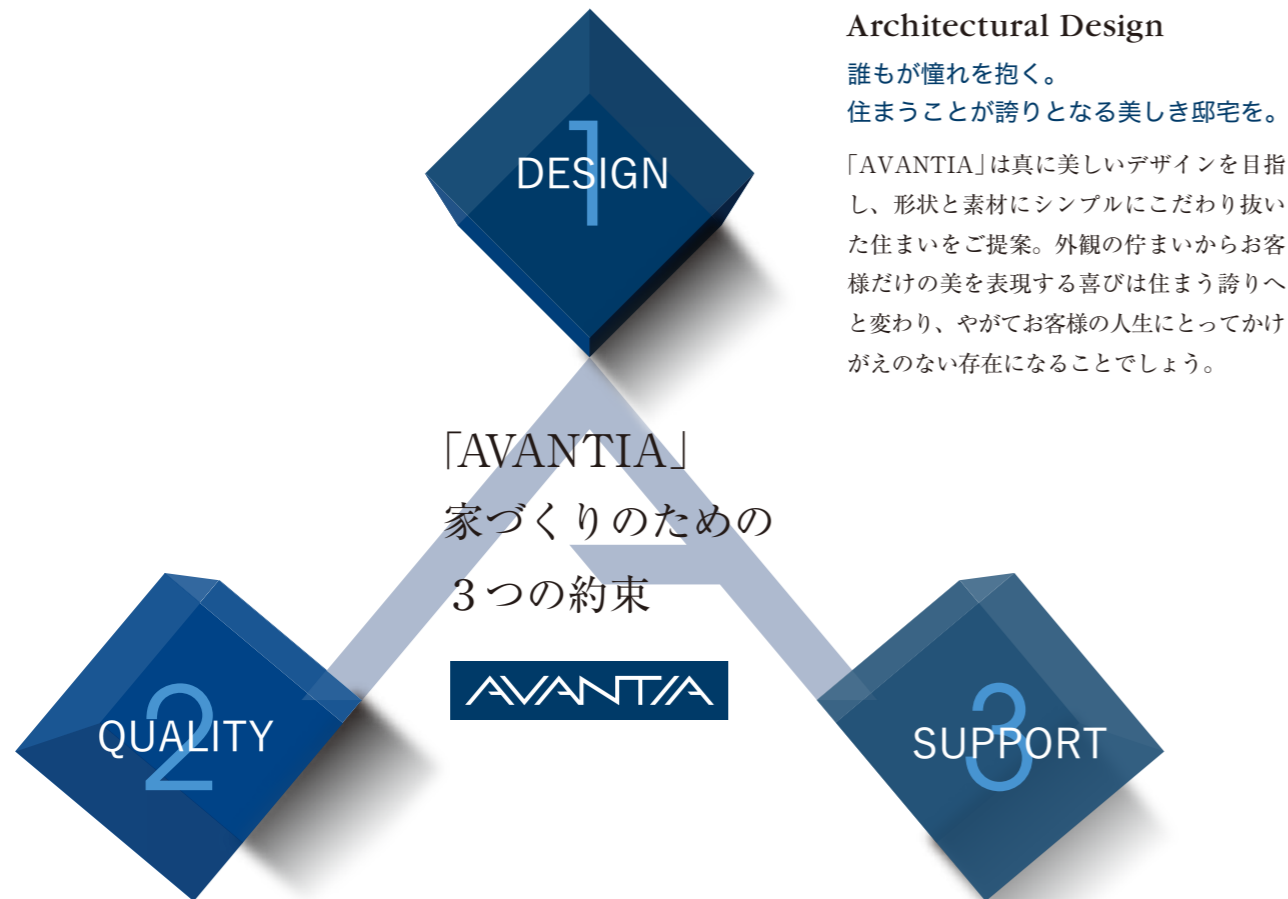 1
DESIGN
Architectural Design
誰もが憧れを抱く。
住まうことが誇りとなる美しき邸宅を。
「AVANTIA」は真に美しいデザインを目指
し、形状と素材にシンプルにこだわり抜い
た住まいをご提案。外観の佇まいからお客
様だけの美を表現する喜びは住まう誇りへ
と変わり、やがてお客様の人生にとってかけ
がえのない存在になることでしょう。
「AVANTIA」
家づくりのための
３つの約束
AVANTIA
2
QUALITY
3
SUPPORT